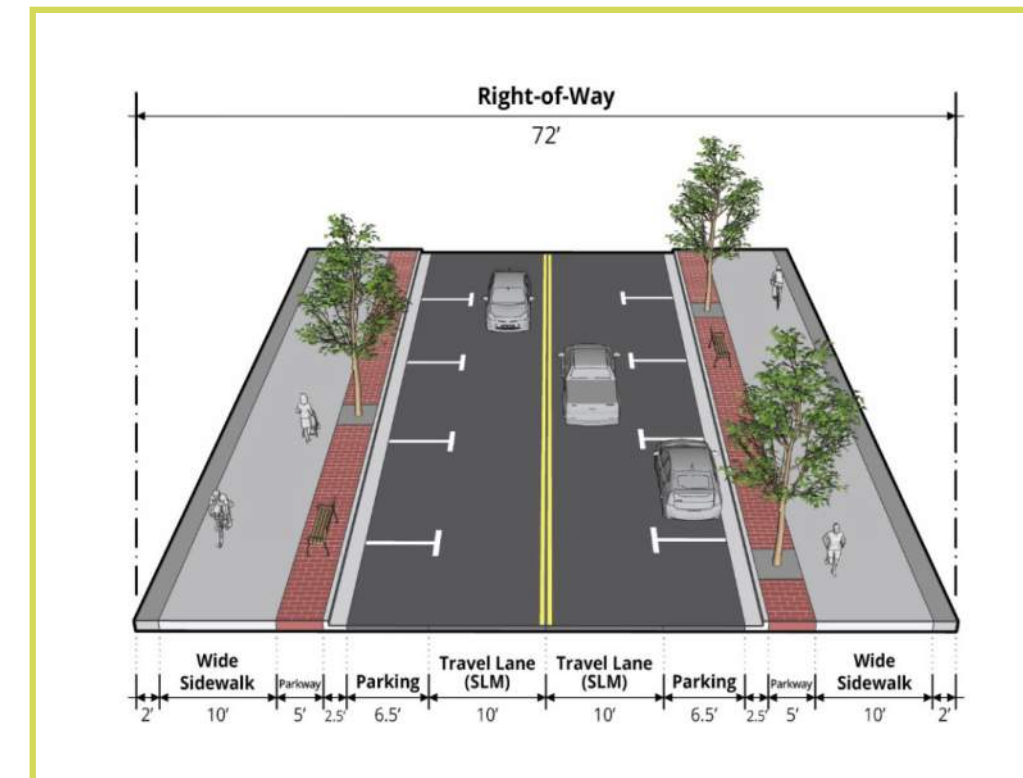 Right-of-Way
72’
Wide Sidewalk
Parkway
Parking
Travel Lane (SLM)
Travel Lane (SLM)
Parking
Parkway
Wide Sidewalk
2’ 10’ 5’ 2.5’ 6.5’ 10’ 10’ 6.5’ 2.5’ 5’ 10’ 2’